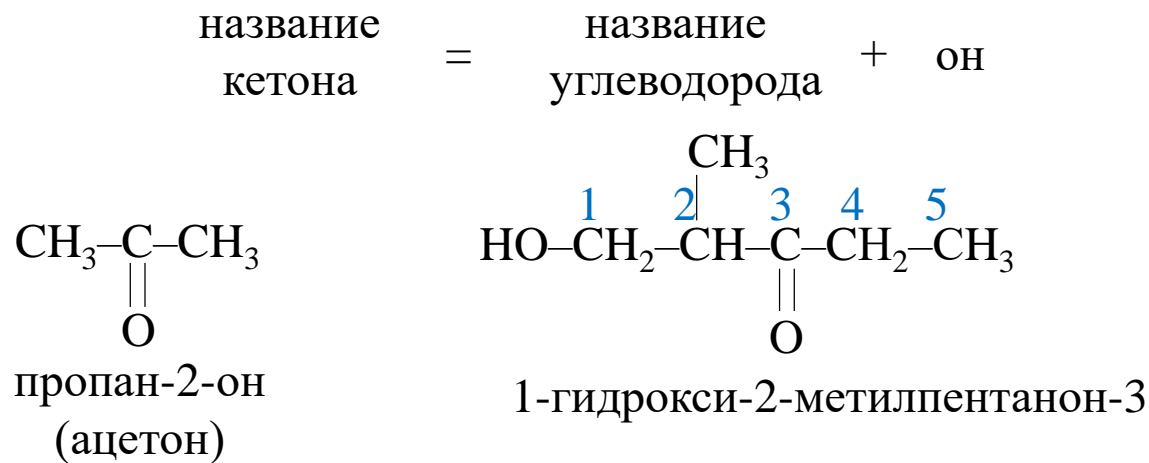 название = название + он
кетона углеводорода
CH₃
1 2 3 4 5
CH₃–C–CH₃ HO–CH₂–CH–C–CH₂–CH₃
O O
пропан-2-он
(ацетон)
1-гидрокси-2-метилпентанон-3